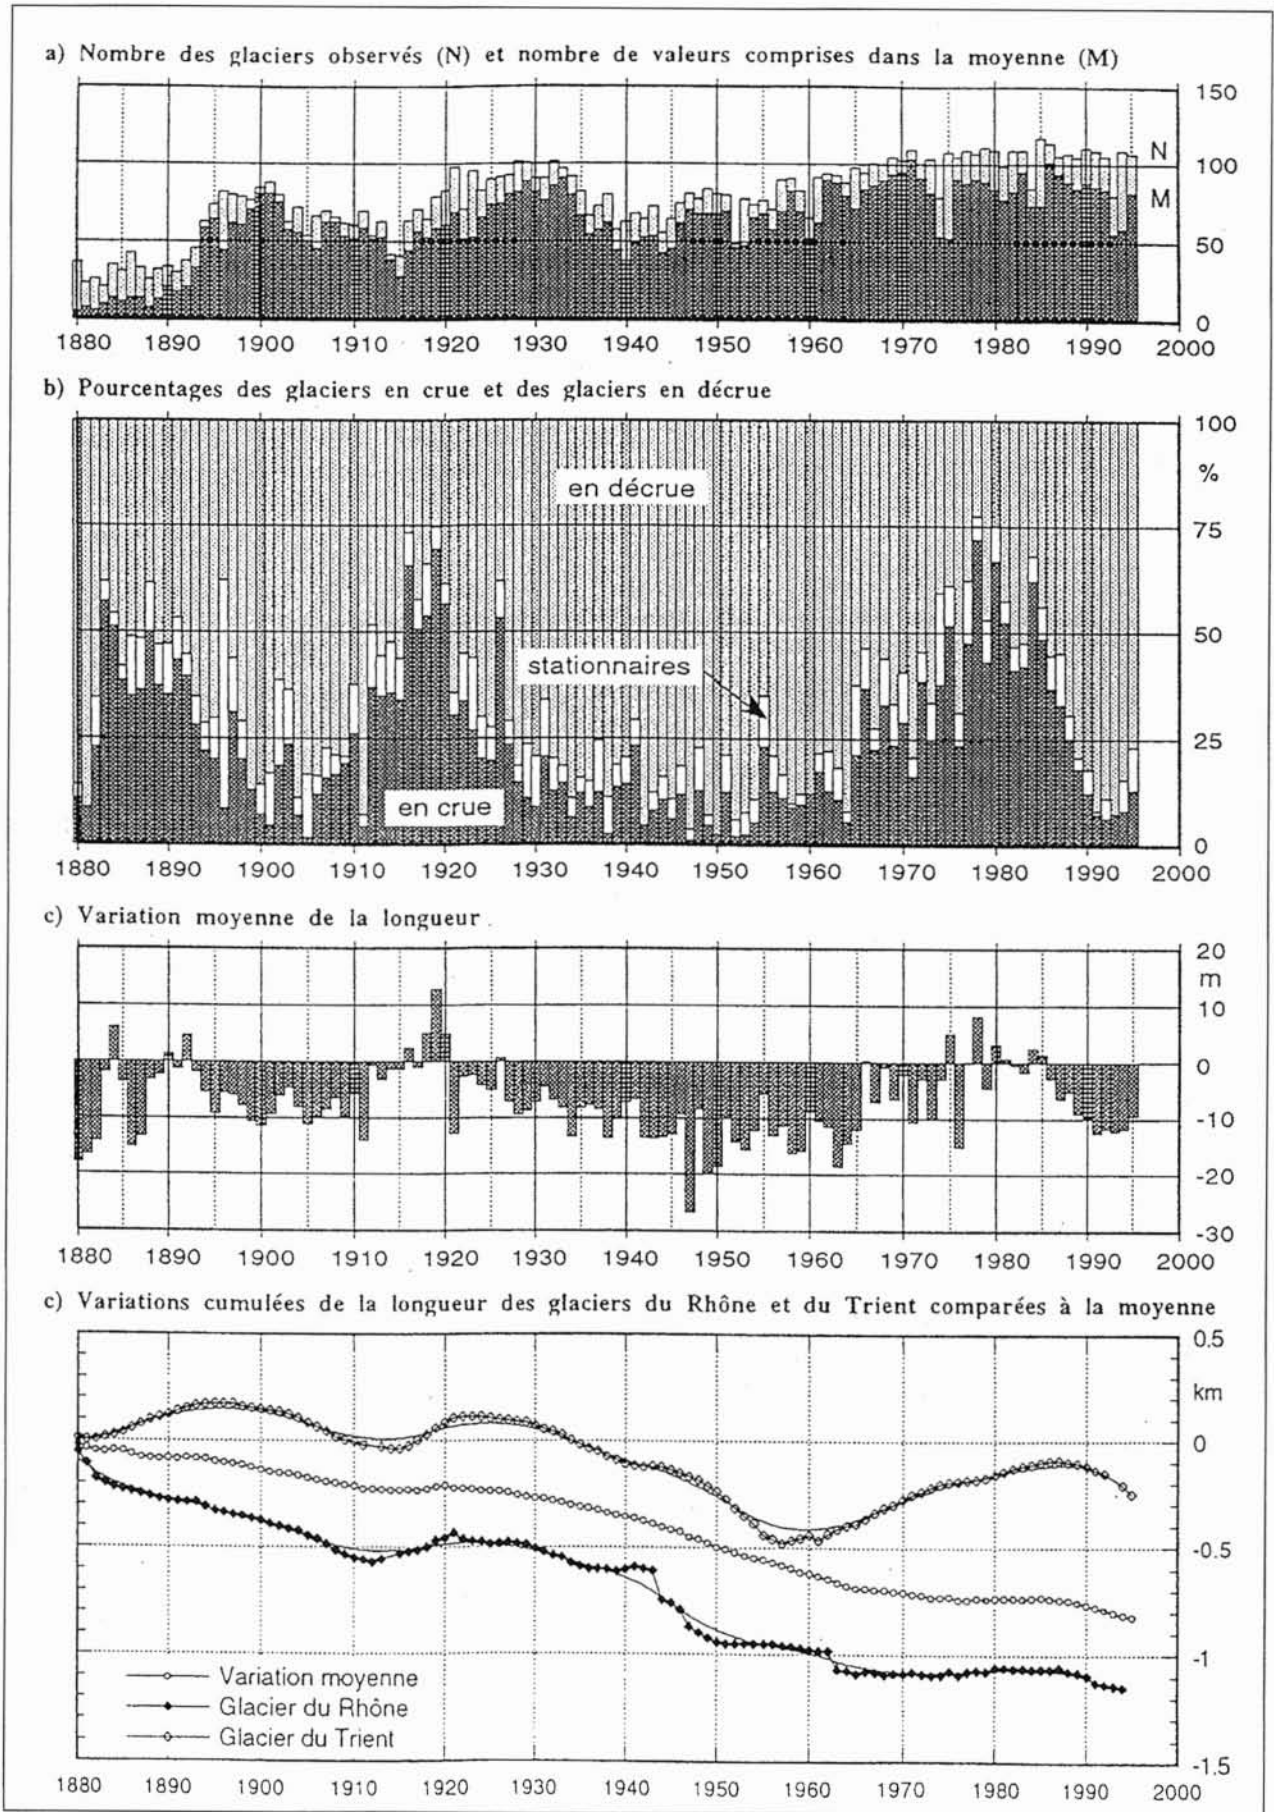 a) Nombre des glaciers observés (N) et nombre de valeurs comprises dans la moyenne (M)
150
N
100
M
50
0
1880 1890 1900 1910 1920 1930 1940 1950 1960 1970 1980 1990 2000
b) Pourcentages des glaciers en crue et des glaciers en décrue
100
%
en décrue
75
50
stationnaires
25
en crue
0
1880 1890 1900 1910 1920 1930 1940 1950 1960 1970 1980 1990 2000
c) Variation moyenne de la longueur
20
m
10
0
-10
-20
-30
1880 1890 1900 1910 1920 1930 1940 1950 1960 1970 1980 1990 2000
c) Variations cumulées de la longueur des glaciers du Rhône et du Trient comparées à la moyenne
0.5
km
0
-0.5
-1
Variation moyenne
Glacier du Rhône
Glacier du Trient
-1.5
1880 1890 1900 1910 1920 1930 1940 1950 1960 1970 1980 1990 2000